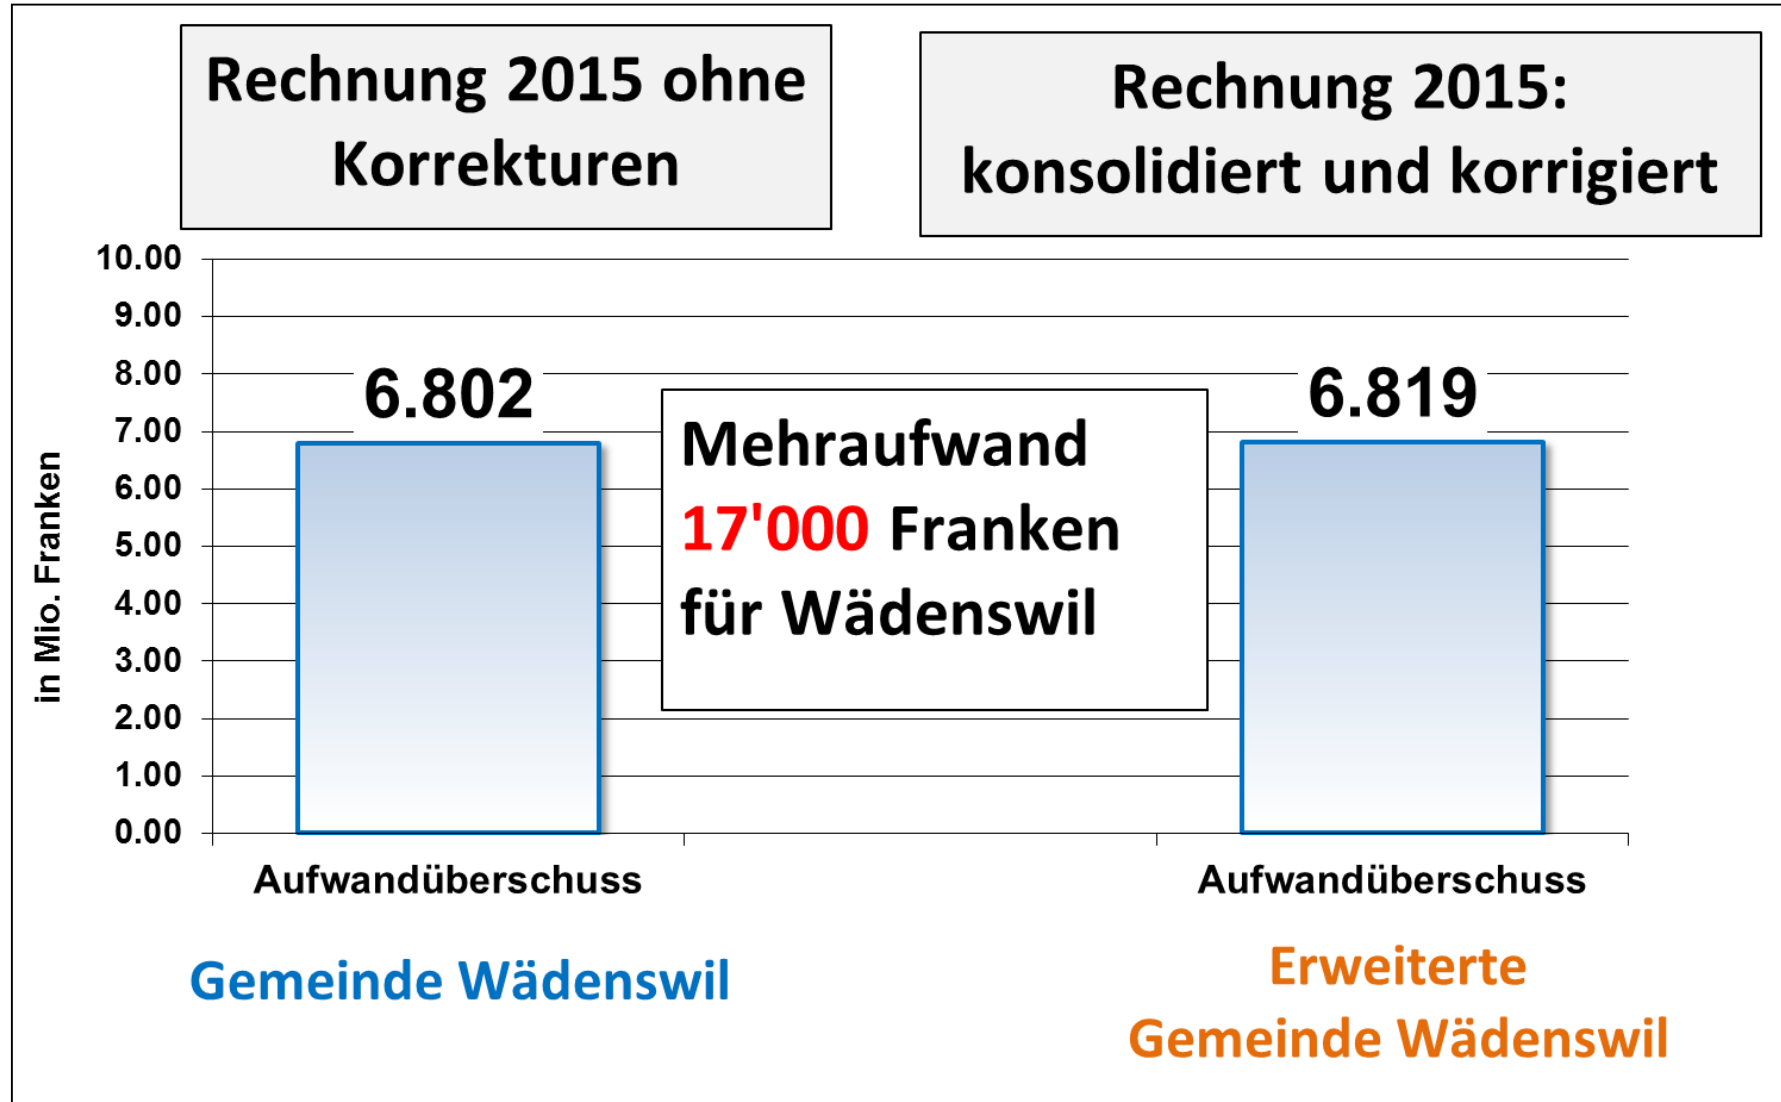 Rechnung 2015 ohne
Korrekturen
Rechnung 2015:
konsolidiert und korrigiert
in Mio. Franken
10.00
9.00
8.00
7.00
6.00
5.00
4.00
3.00
2.00
1.00
0.00
6.802
Mehraufwand
17'000 Franken
für Wädenswil
6.819
Aufwandüberschuss
Aufwandüberschuss
Gemeinde Wädenswil
Erweiterte
Gemeinde Wädenswil